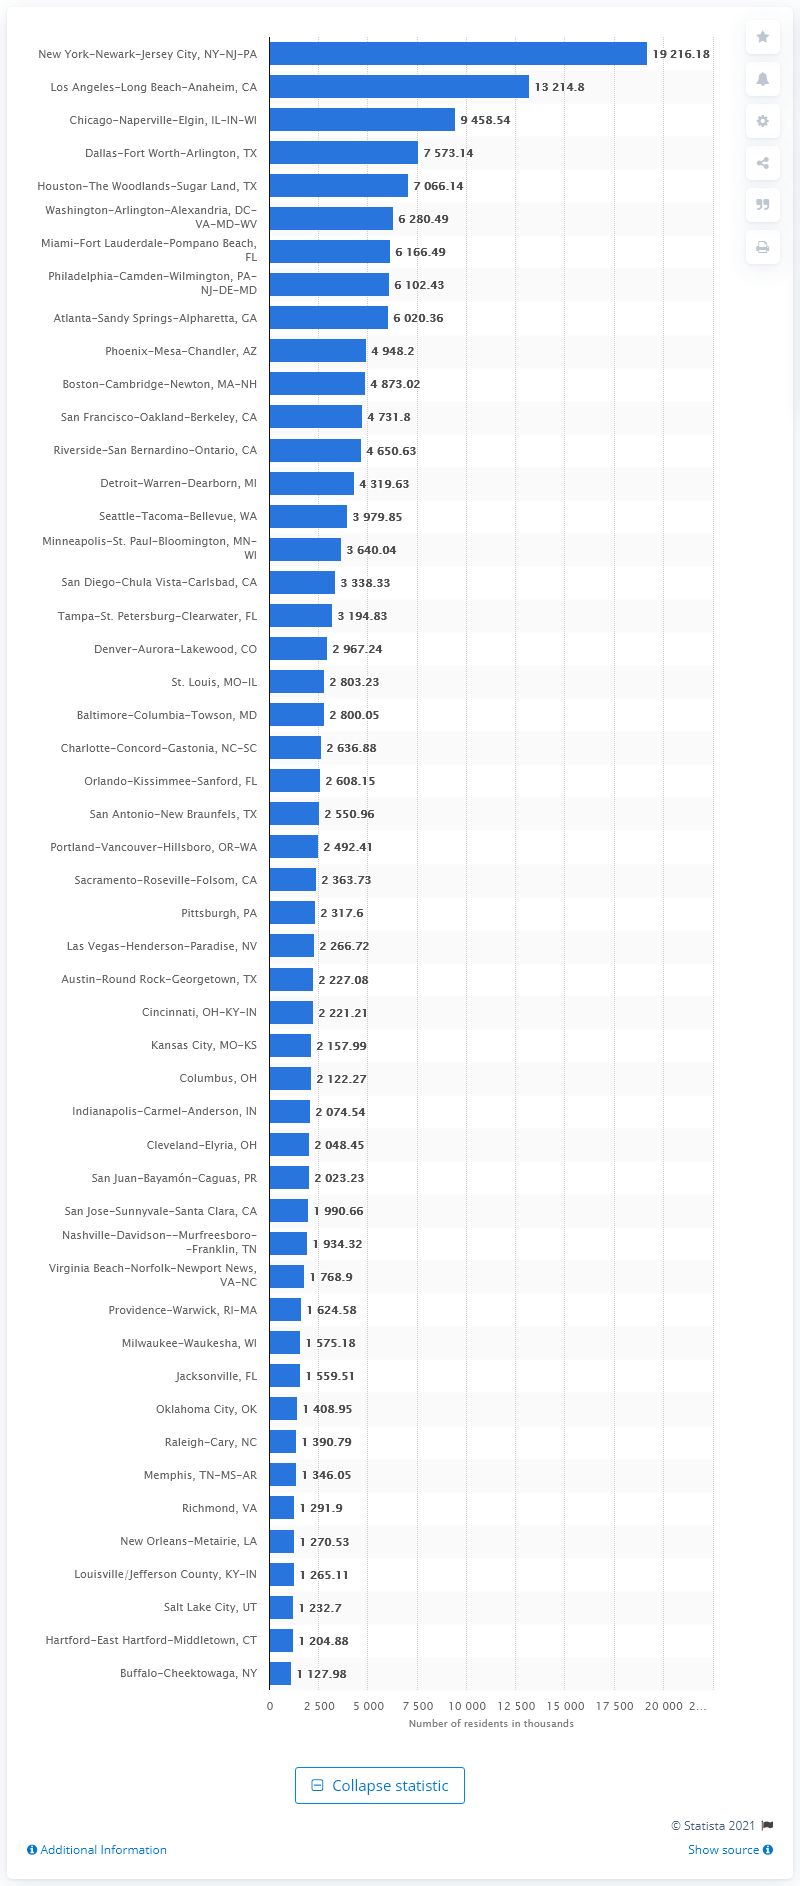 New York-Newark-Jersey City, NY-NJ-PA 19 216.18
Los Angeles-Long Beach-Anaheim, CA 13 214.8
Chicago-Naperville-Elgin, IL-IN-WI 9 458.54
Dallas-Fort Worth-Arlington, TX 7 573.14
Houston-The Woodlands-Sugar Land, TX 7 066.14
Washington-Arlington-Alexandria, DC-
VA-MD-WV 6 280.49
Miami-Fort Lauderdale-Pompano Beach,
FL 6 166.49
Philadelphia-Camden-Wilmington, PA-
NJ-DE-MD 6 102.43
Atlanta-Sandy Springs-Alpharetta, GA 6 020.36
Phoenix-Mesa-Chandler, AZ 4 948.2
Boston-Cambridge-Newton, MA-NH 4 873.02
San Francisco-Oakland-Berkeley, CA 4 731.8
Riverside-San Bernardino-Ontario, CA 4 650.63
Detroit-Warren-Dearborn, MI 4 319.63
Seattle-Tacoma-Bellevue, WA 3 979.85
Minneapolis-St. Paul-Bloomington, MN-
WI 3 640.04
San Diego-Chula Vista-Carlsbad, CA 3 338.33
Tampa-St. Petersburg-Clearwater, FL 3 194.83
Denver-Aurora-Lakewood, CO 2 967.24
St. Louis, MO-IL 2 803.23
Baltimore-Columbia-Towson, MD 2 800.05
Charlotte-Concord-Gastonia, NC-SC 2 636.88
Orlando-Kissimmee-Sanford, FL 2 608.15
San Antonio-New Braunfels, TX 2 550.96
Portland-Vancouver-Hillsboro, OR-WA 2 492.41
Sacramento-Roseville-Folsom, CA 2 363.73
Pittsburgh, PA 2 317.6
Las Vegas-Henderson-Paradise, NV 2 266.72
Austin-Round Rock-Georgetown, TX 2 227.08
Cincinnati, OH-KY-IN 2 221.21
Kansas City, MO-KS 2 157.99
Columbus, OH 2 122.27
Indianapolis-Carmel-Anderson, IN 2 074.54
Cleveland-Elyria, OH 2 048.45
San Juan-Bayamón-Caguas, PR 2 023.23
San Jose-Sunnyvale-Santa Clara, CA 1 990.66
Nashville-Davidson--Murfreesboro-
-Franklin, TN 1 934.32
Virginia Beach-Norfolk-Newport News,
VA-NC 1 768.9
Providence-Warwick, RI-MA 1 624.58
Milwaukee-Waukesha, WI 1 575.18
Jacksonville, FL 1 559.51
Oklahoma City, OK 1 408.95
Raleigh-Cary, NC 1 390.79
Memphis, TN-MS-AR 1 346.05
Richmond, VA 1 291.9
New Orleans-Metairie, LA 1 270.53
Louisville/Jefferson County, KY-IN 1 265.11
Salt Lake City, UT 1 232.7
Hartford-East Hartford-Middletown, CT 1 204.88
Buffalo-Cheektowaga, NY 1 127.98
0 2 500 5 000 7 500 10 000 12 500 15 000 17 500 20 000 2...
Number of residents in thousands
Collapse statistic
© Statista 2021
Additional Information Show source